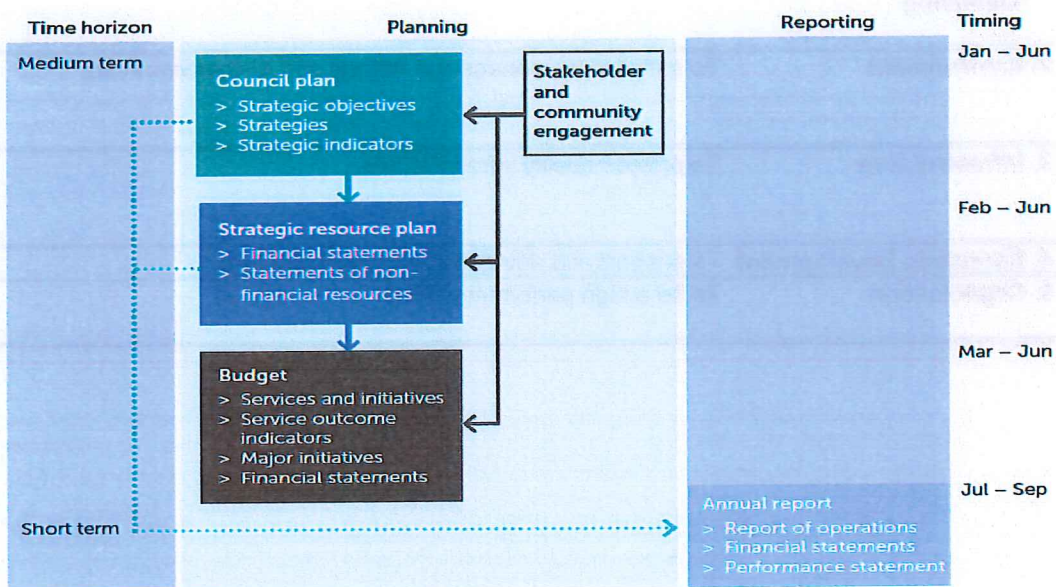 Time horizon
Planning
Reporting
Timing
Medium term
Jan – Jun
Council plan
> Strategic objectives
> Strategies
> Strategic indicators
Stakeholder
and
community
engagement
Feb – Jun
Strategic resource plan
> Financial statements
> Statements of non-
financial resources
Mar – Jun
Budget
> Services and initiatives
> Service outcome
indicators
> Major initiatives
> Financial statements
Jul – Sep
Short term
Annual report
> Report of operations
> Financial statements
> Performance statement